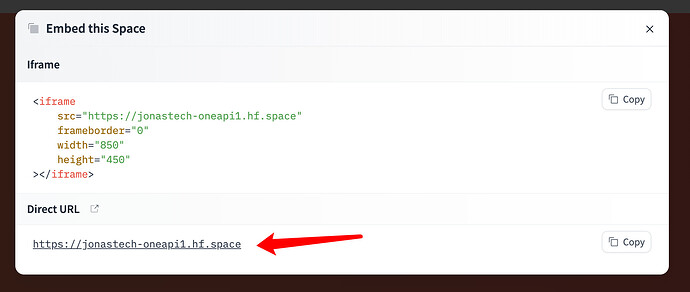 Embed this Space
Iframe
<iframe
Copy
src="https://jonastech-oneapi1.hf.space"
frameborder="0"
width="850"
height="450"
></iframe>
Direct URL
https://jonastech-oneapi1.hf.space
Copy